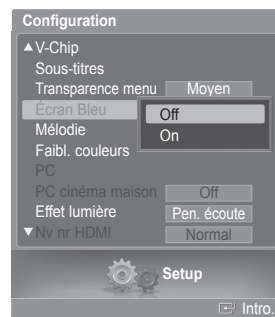 Configuration
▲ V-Chip
Sous-titres
Transparence menu Moyen
Écran Bleu Off
Mélodie On
Faibl. couleurs
PC
PC cinéma maison Off
Effet lumière Pen. écoute
▼ Nv nr HDMI Normal
Setup
Intro.